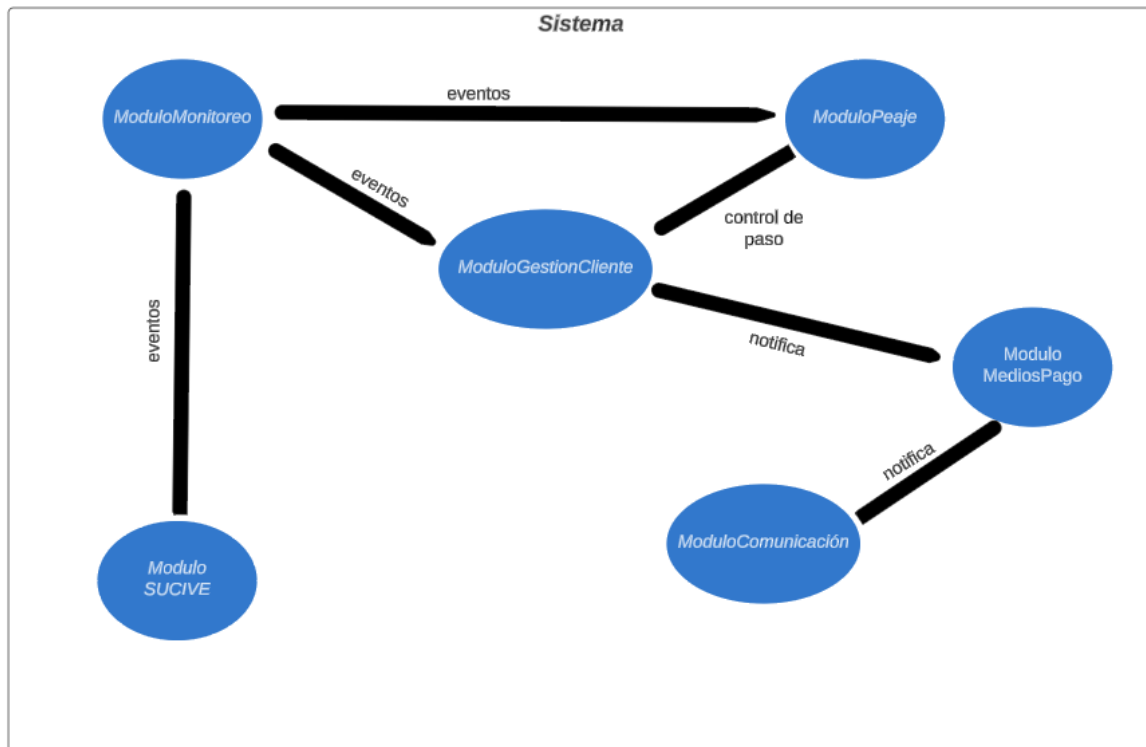 Sistema
eventos
ModuloMonitoreo
ModuloPeaje
eventos
control de
paso
ModuloGestionCliente
eventos
notifica
Modulo
MediosPago
notifica
ModuloComunicación
Modulo
SUCIVE